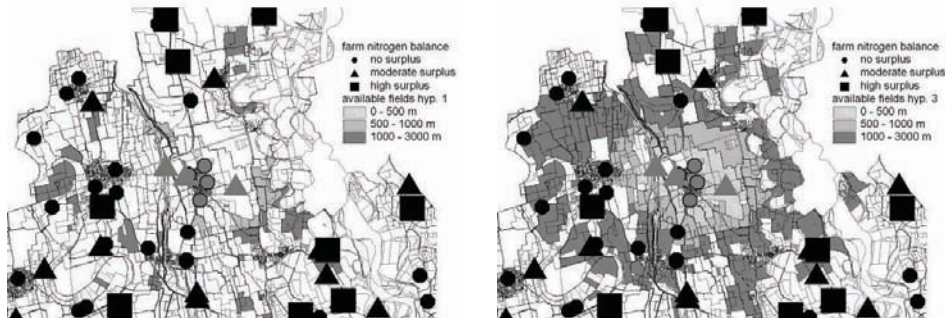 farm nitrogen balance
no surplus
moderate surplus
high surplus
available fields hyp. 1
0 - 500 m
500 - 1000 m
1000 - 3000 m
farm nitrogen balance
no surplus
moderate surplus
high surplus
available fields hyp. 3
0 - 500 m
500 - 1000 m
1000 - 3000 m